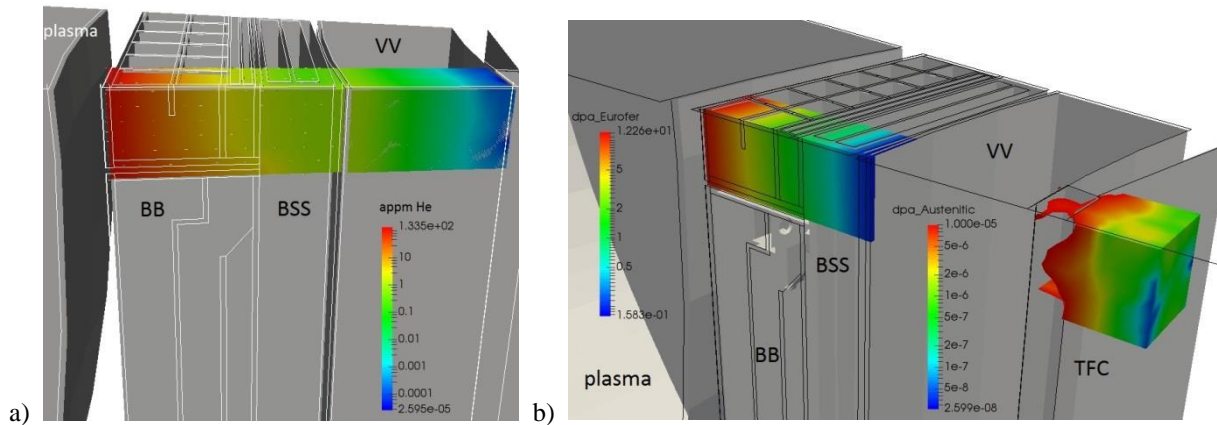 plasma
VV
BB
BSS
appm He
1.335e+02
10
1
0.1
0.01
0.001
0.0001
2.595e-05
a)
dpa_Eurofer
1.226e+01
5
2
1
0.5
1.583e-01
VV
BSS
BB
plasma
dpa_Austenitic
1.000e-05
5e-6
2e-6
1e-6
5e-7
2e-7
1e-7
5e-8
2.599e-08
TFC
b)